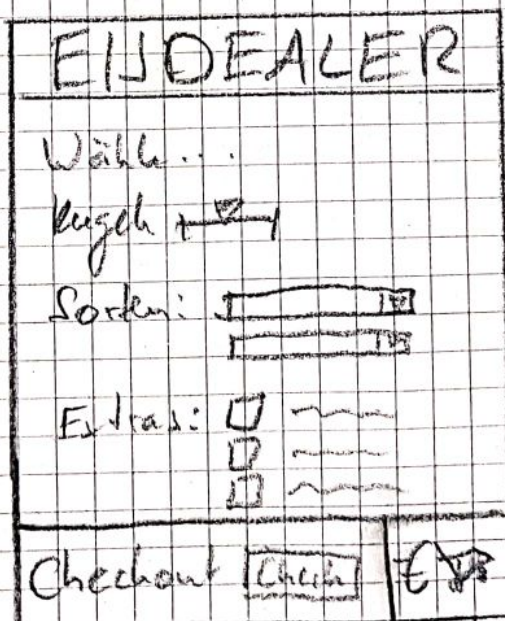 EISDEALER
Wähle...
Kugeln
Sorten:
Extras:
Checkout Check €